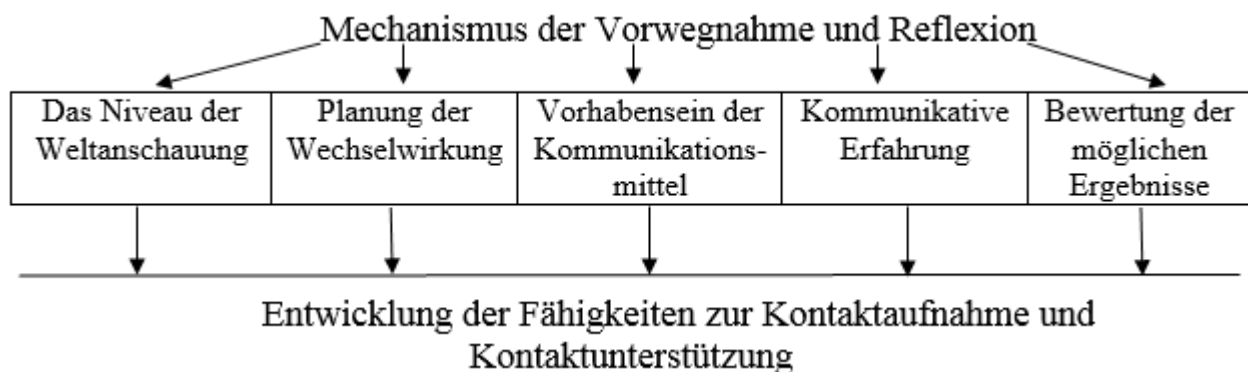 Mechanismus der Vorwegnahme und Reflexion
Das Niveau der
Weltanschauung
Planung der
Wechselwirkung
Vorhabensein der
Kommunikations-
mittel
Kommunikative
Erfahrung
Bewertung der
möglichen
Ergebnisse
Entwicklung der Fähigkeiten zur Kontaktaufnahme und
Kontaktunterstützung